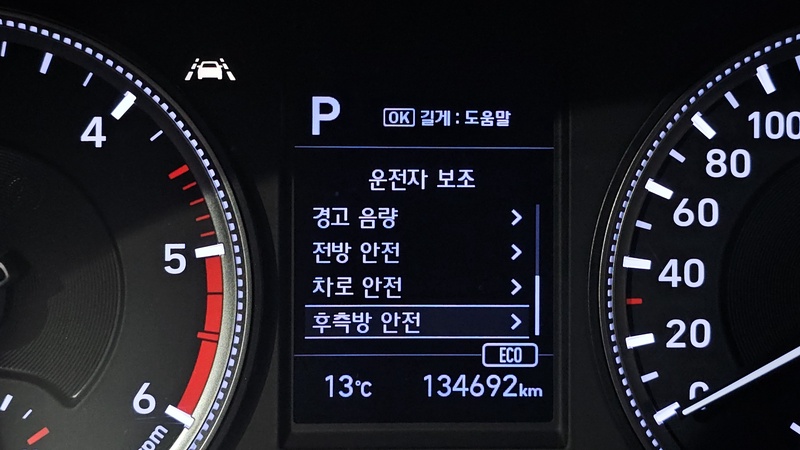 P
OK 길게 : 도움말
운전자 보조
경고 음량
전방 안전
차로 안전
후측방 안전
ECO
13℃
134692km
4
5
6
rpm
100
80
60
40
20
0